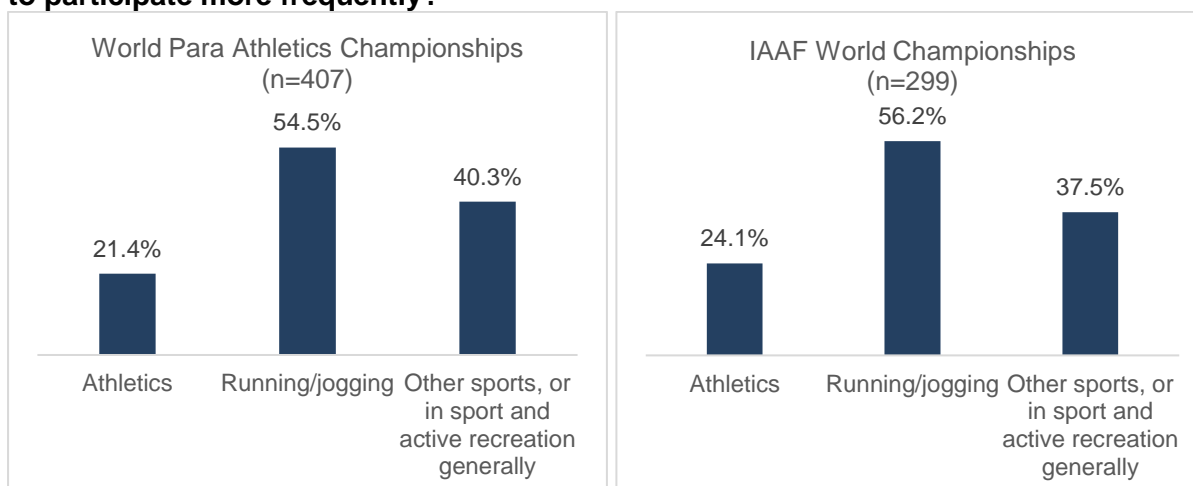 to participate more frequently?
World Para Athletics Championships
(n=407)
54.5%
40.3%
21.4%
Athletics
Running/jogging
Other sports, or
in sport and
active recreation
generally
IAAF World Championships
(n=299)
56.2%
37.5%
24.1%
Athletics
Running/jogging
Other sports, or
in sport and
active recreation
generally